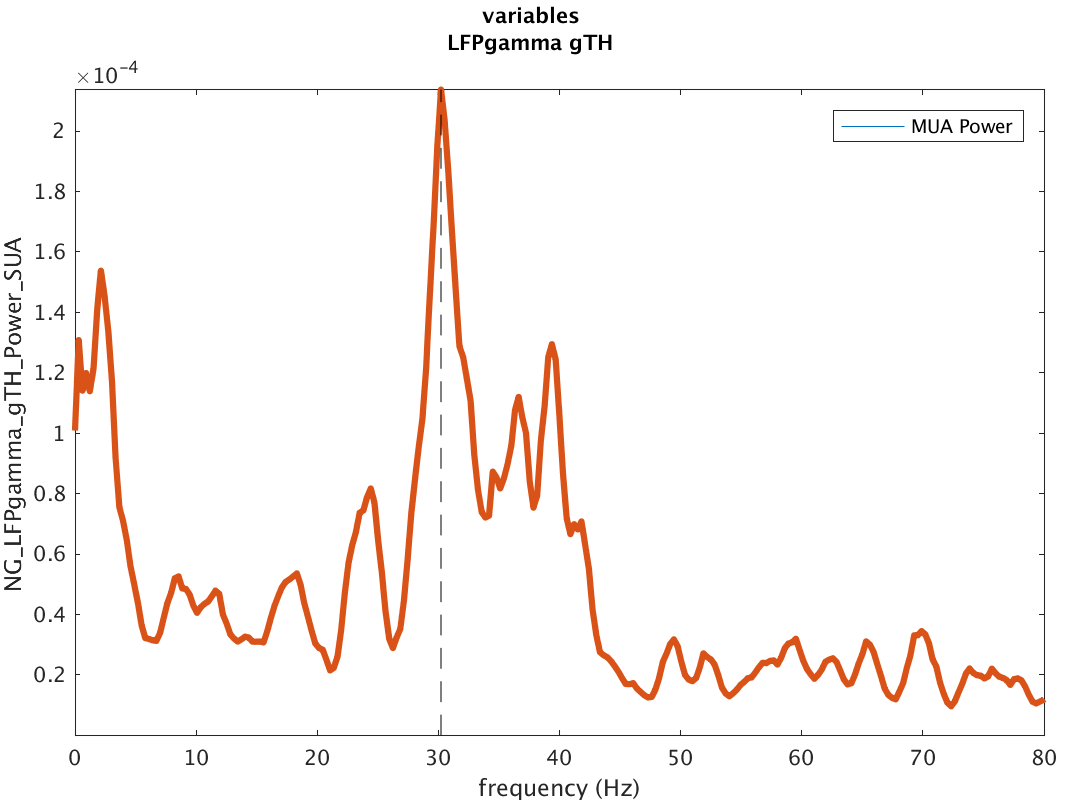 variables
LFPgamma gTH
×10⁻⁴
MUA Power
2
1.8
1.6
1.4
1.2
1
0.8
0.6
0.4
0.2
NG_LFPgamma_gTH_Power_SUA
0 10 20 30 40 50 60 70 80
frequency (Hz)